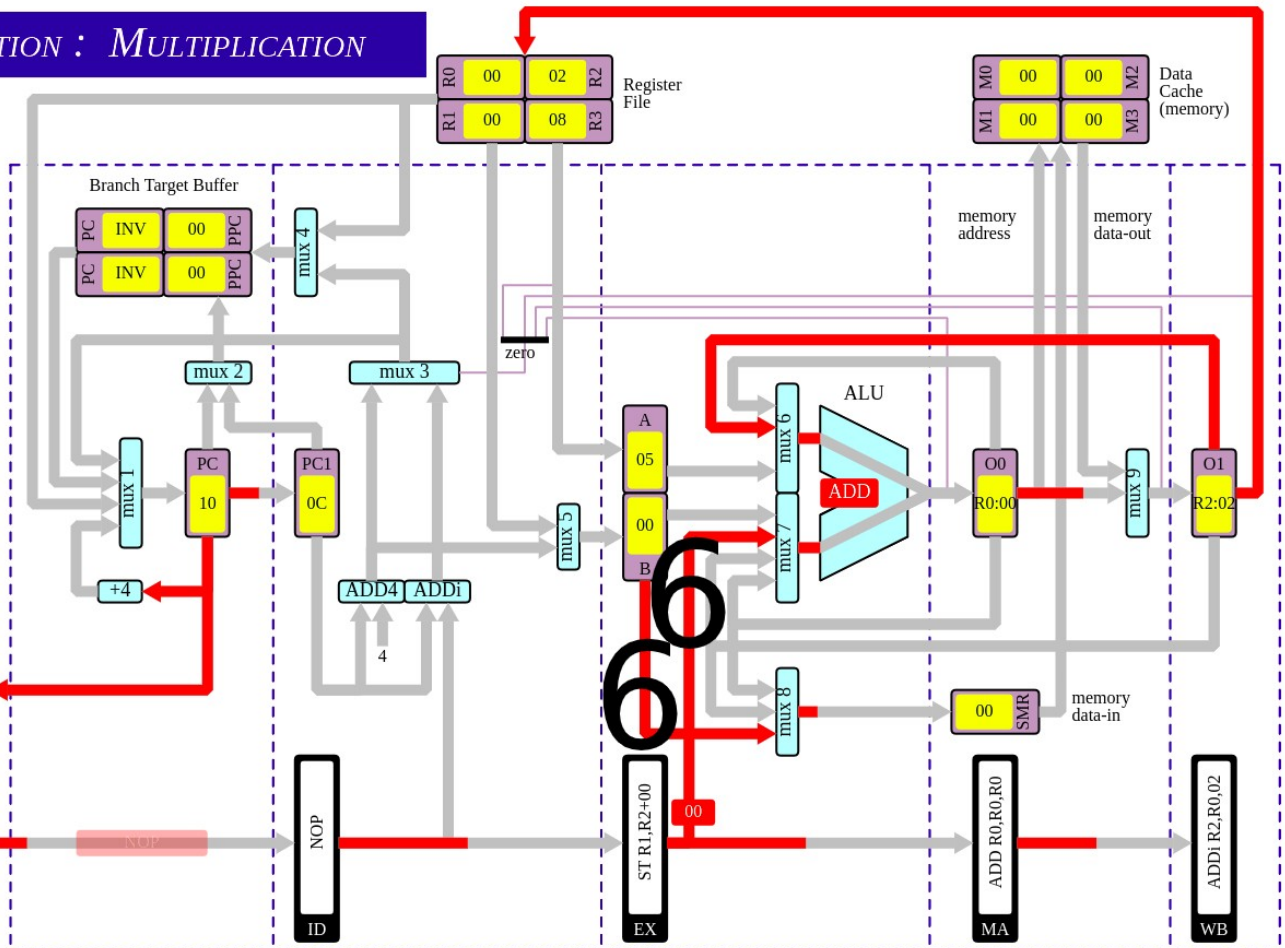 TION : MULTIPLICATION
R0 00 02 R2
R1 00 08 R3
Register
File
M0 00 00 M2
M1 00 00 M3
Data
Cache
(memory)
Branch Target Buffer
PC INV 00 PPC
PC INV 00 PPC
mux 4
memory
address
memory
data-out
zero
mux 2
mux 3
ALU
mux 1
PC
10
PC1
0C
A
05
00
B
mux 5
mux 6
mux 7
ADD
O0
R0:00
mux 9
O1
R2:02
+4
ADD4
ADDi
4
6
6
mux 8
00
SMR
memory
data-in
00
NOP
NOP
ID
ST R1,R2+00
EX
ADD R0,R0,R0
MA
ADDi R2,R0,02
WB